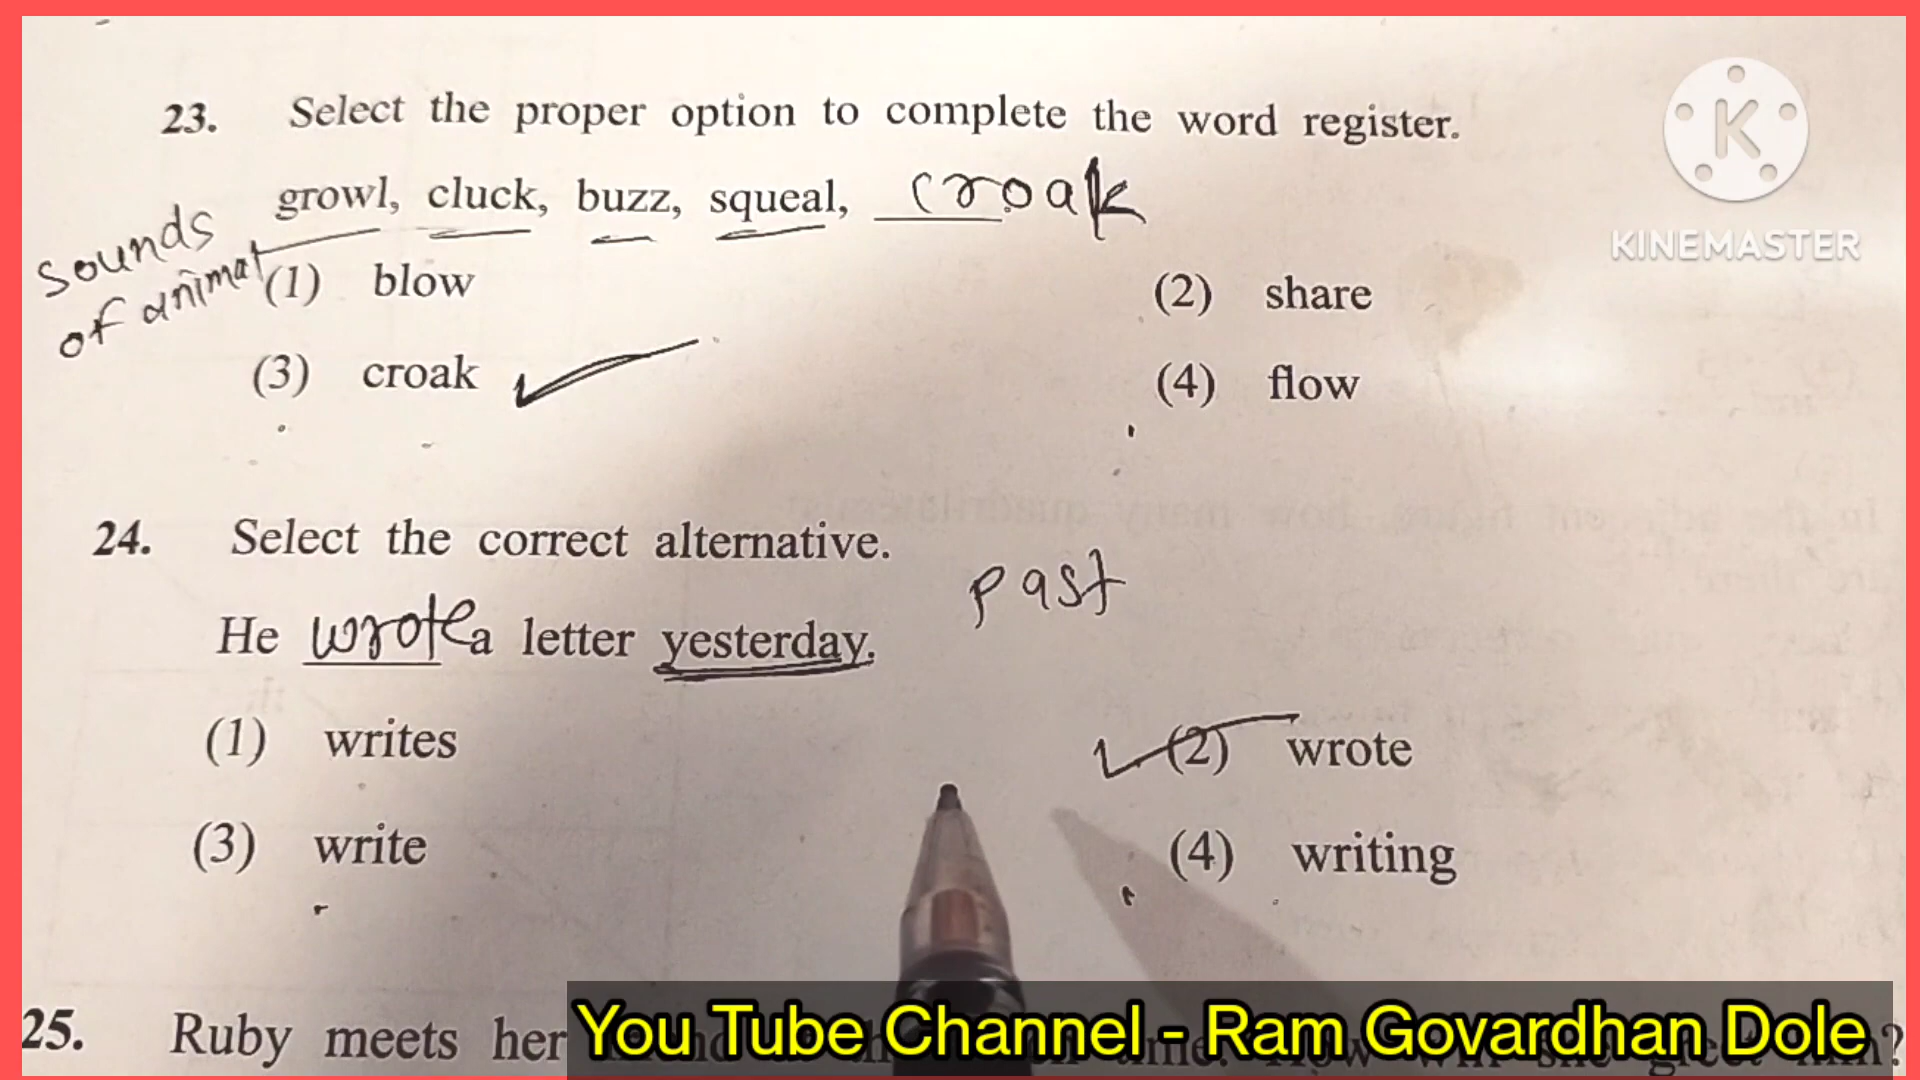 23. Select the proper option to complete the word register.
growl, cluck, buzz, squeal, croak
sounds
of animal
(1) blow
(2) share
(3) croak
(4) flow
K
KINEMASTER
24. Select the correct alternative.
past
He wrote a letter yesterday.
(1) writes
(2) wrote
(3) write
(4) writing
25. Ruby meets her
You Tube Channel - Ram Govardhan Dole